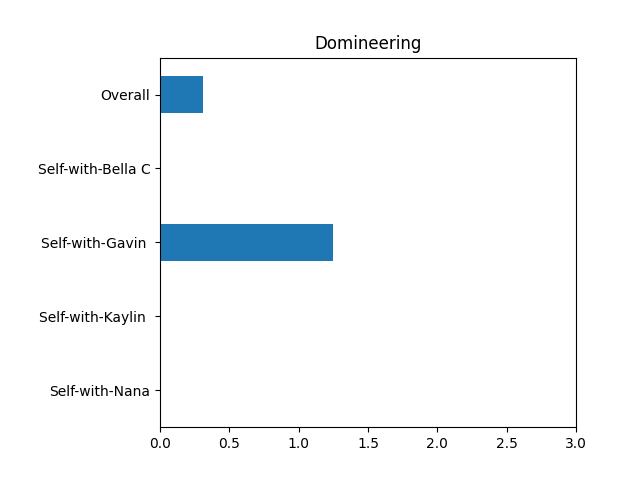 Domineering
Overall
Self-with-Bella C
Self-with-Gavin
Self-with-Kaylin
Self-with-Nana
0.0 0.5 1.0 1.5 2.0 2.5 3.0